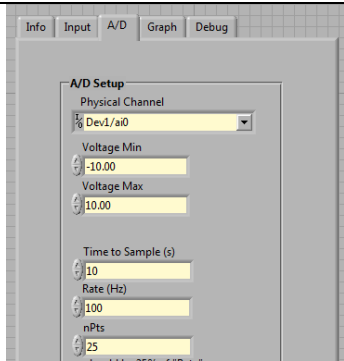 Info Input A/D Graph Debug
A/D Setup
Physical Channel
I/O Dev1/ai0
Voltage Min
-10.00
Voltage Max
10.00
Time to Sample (s)
10
Rate (Hz)
100
nPts
25